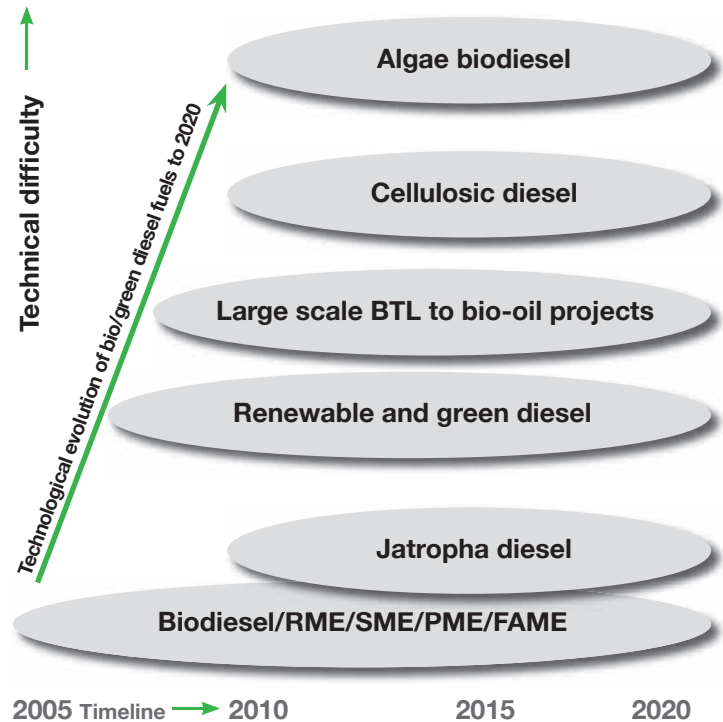 Technical difficulty
Technological evolution of bio/green diesel fuels to 2020
Algae biodiesel
Cellulosic diesel
Large scale BTL to bio-oil projects
Renewable and green diesel
Jatropha diesel
Biodiesel/RME/SME/PME/FAME
2005 Timeline 2010 2015 2020